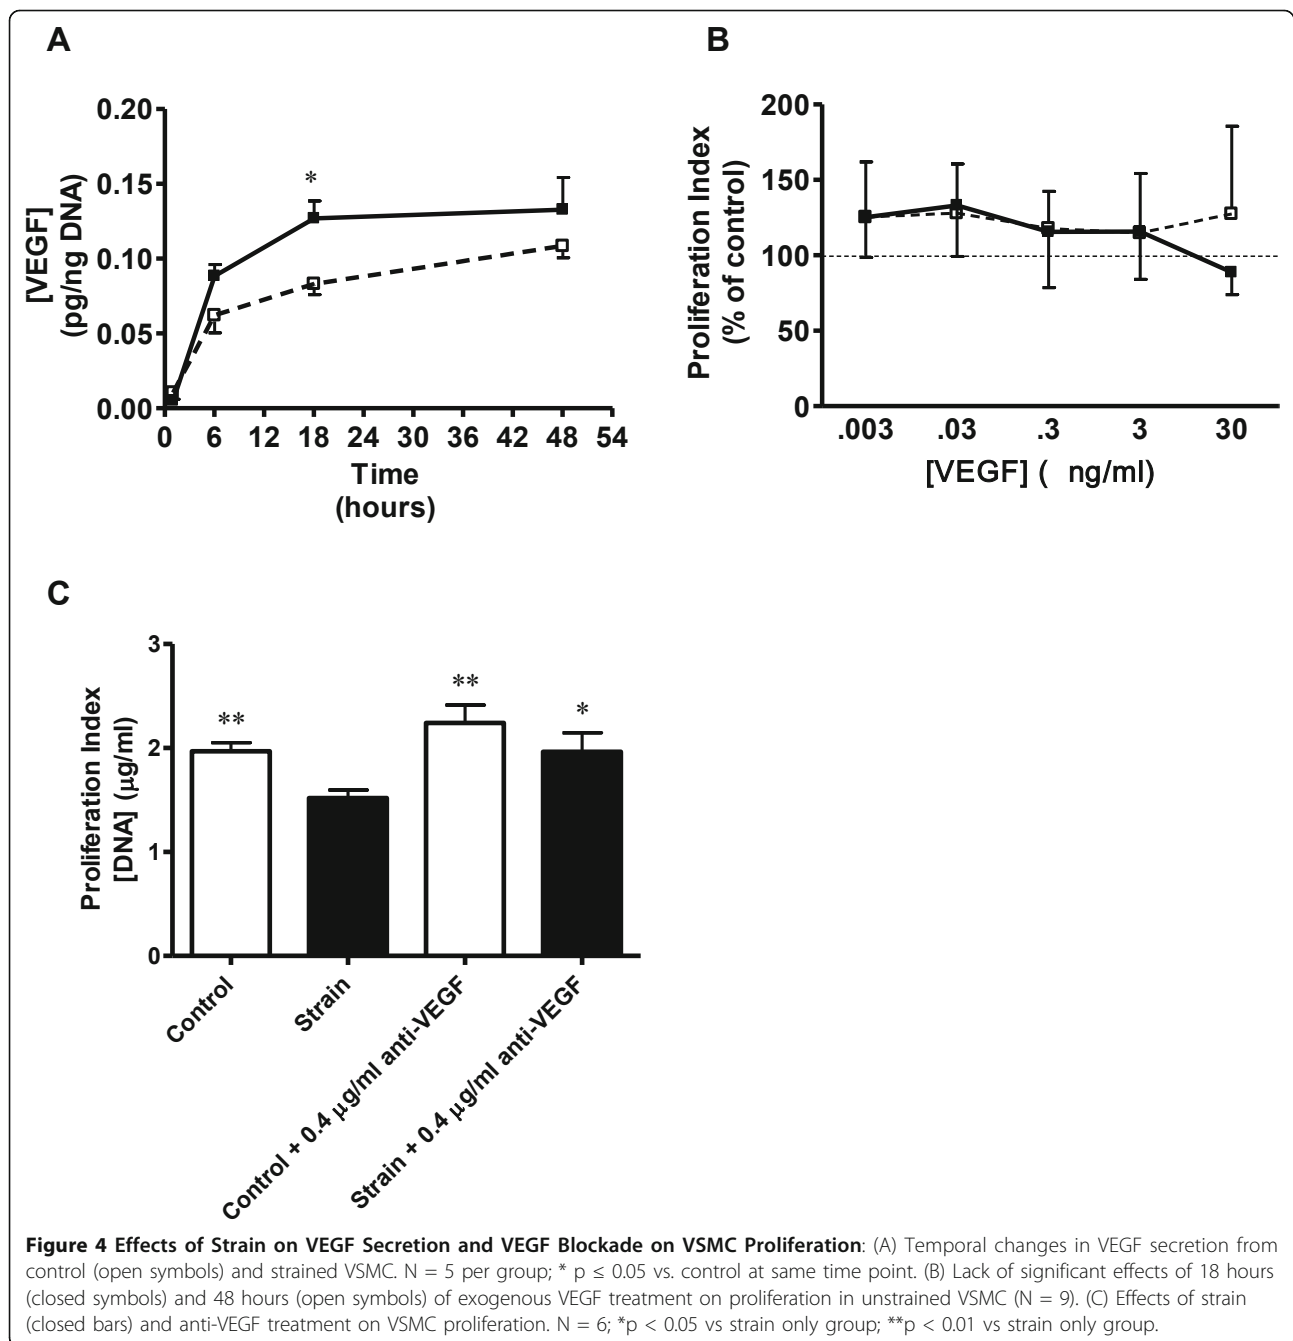 A
[VEGF]
(pg/ng DNA)
0.20
0.15
0.10
0.05
0.00
*
0 6 12 18 24 30 36 42 48 54
Time
(hours)
B
Proliferation Index
(% of control)
200
150
100
50
0
.003 .03 .3 3 30
[VEGF] ( ng/ml)
C
Proliferation Index
[DNA] (μg/ml)
3
2
1
0
**
**
*
Control
Strain
Control + 0.4 μg/ml anti-VEGF
Strain + 0.4 μg/ml anti-VEGF
Figure 4 Effects of Strain on VEGF Secretion and VEGF Blockade on VSMC Proliferation: (A) Temporal changes in VEGF secretion from
control (open symbols) and strained VSMC. N = 5 per group; * p ≤ 0.05 vs. control at same time point. (B) Lack of significant effects of 18 hours
(closed symbols) and 48 hours (open symbols) of exogenous VEGF treatment on proliferation in unstrained VSMC (N = 9). (C) Effects of strain
(closed bars) and anti-VEGF treatment on VSMC proliferation. N = 6; *p < 0.05 vs strain only group; **p < 0.01 vs strain only group.